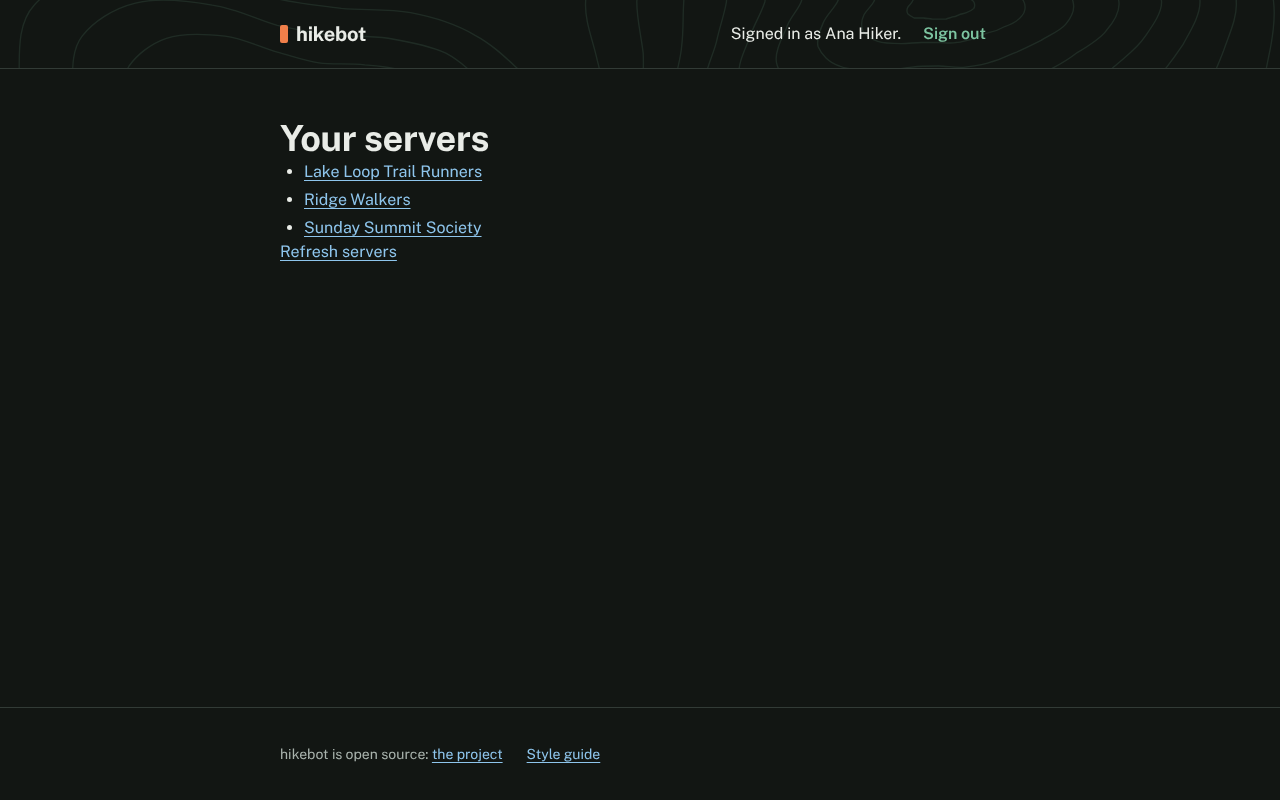 hikebot
Signed in as Ana Hiker. Sign out
Your servers
Lake Loop Trail Runners
Ridge Walkers
Sunday Summit Society
Refresh servers
hikebot is open source: the project Style guide